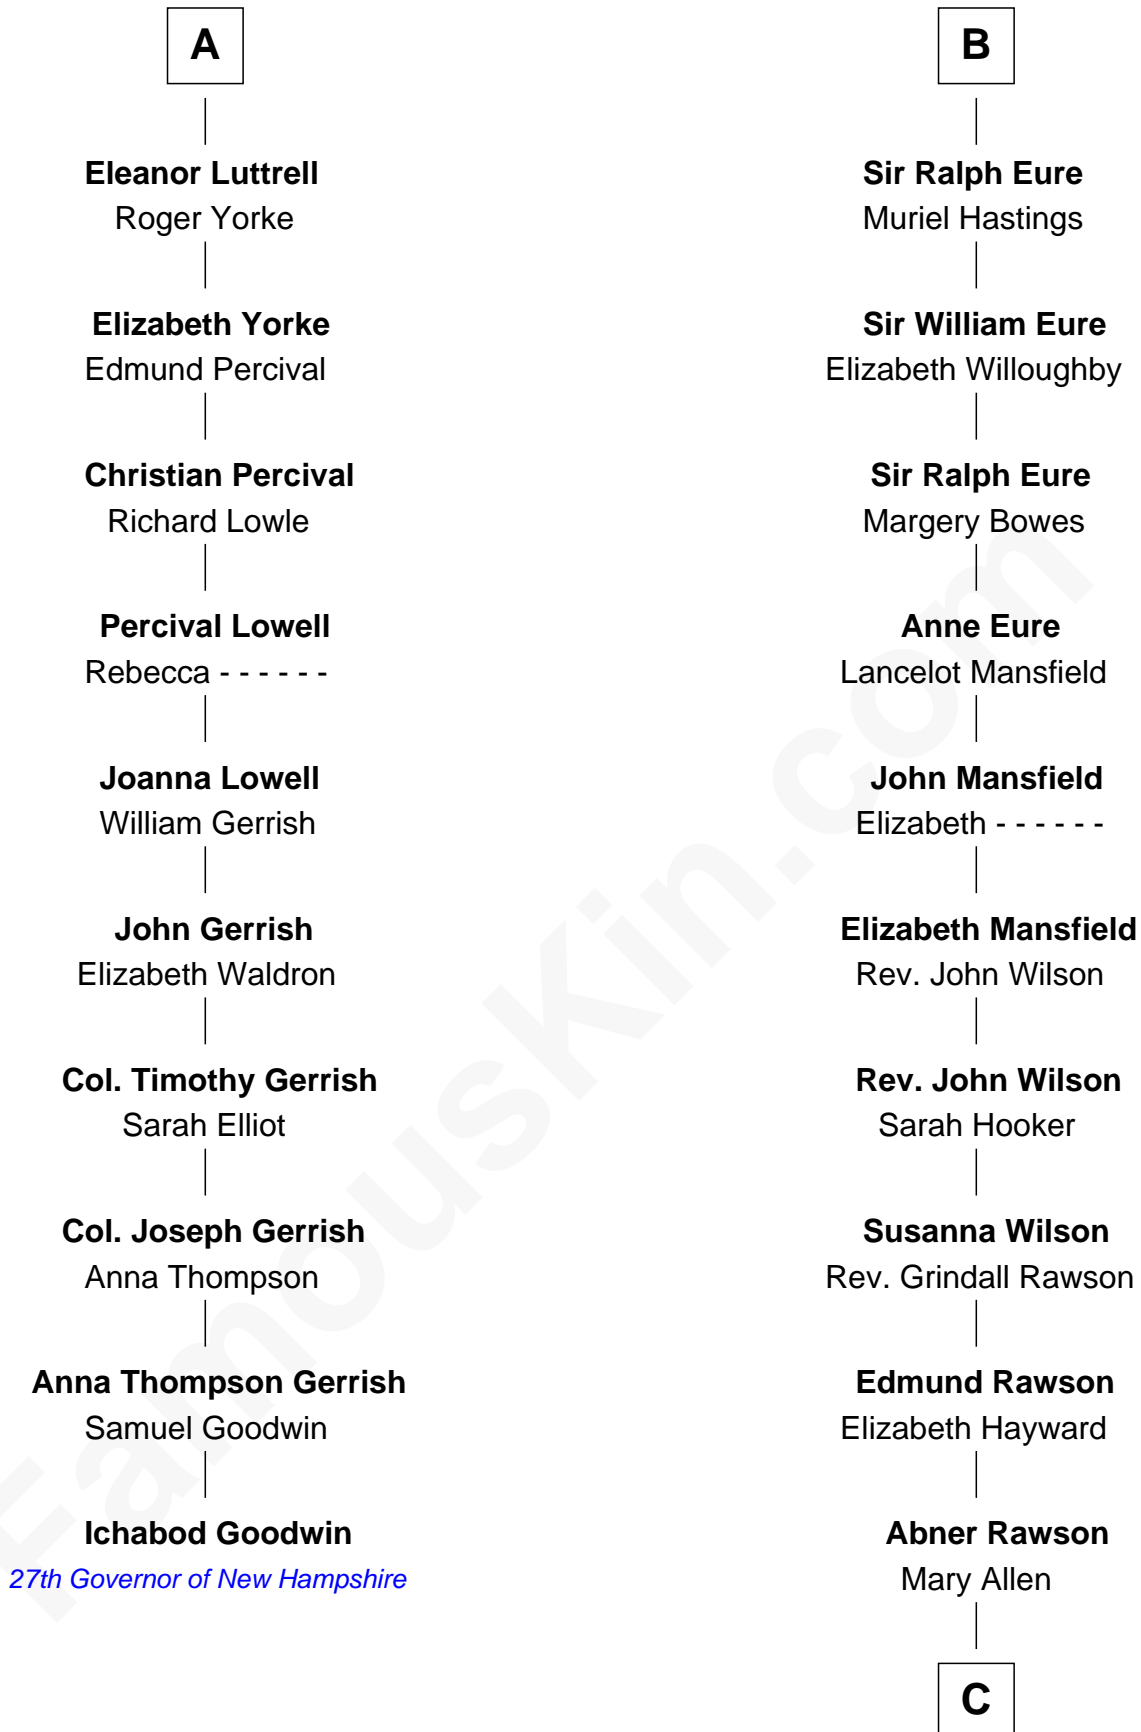 A
Eleanor Luttrell
Roger Yorke
Elizabeth Yorke
Edmund Percival
Christian Percival
Richard Lowle
Percival Lowell
Rebecca - - - - - -
Joanna Lowell
William Gerrish
John Gerrish
Elizabeth Waldron
Col. Timothy Gerrish
Sarah Elliot
Col. Joseph Gerrish
Anna Thompson
Anna Thompson Gerrish
Samuel Goodwin
Ichabod Goodwin
27th Governor of New Hampshire
B
Sir Ralph Eure
Muriel Hastings
Sir William Eure
Elizabeth Willoughby
Sir Ralph Eure
Margery Bowes
Anne Eure
Lancelot Mansfield
John Mansfield
Elizabeth - - - - - -
Elizabeth Mansfield
Rev. John Wilson
Rev. John Wilson
Sarah Hooker
Susanna Wilson
Rev. Grindall Rawson
Edmund Rawson
Elizabeth Hayward
Abner Rawson
Mary Allen
C
FamousKin.com